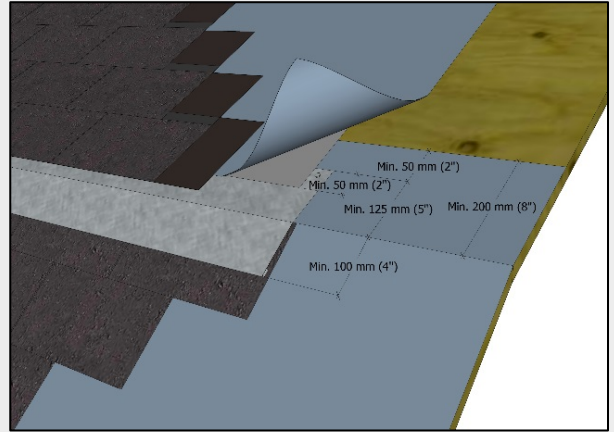 Min. 50 mm (2")
Min. 50 mm (2")
Min. 125 mm (5")
Min. 200 mm (8")
Min. 100 mm (4")